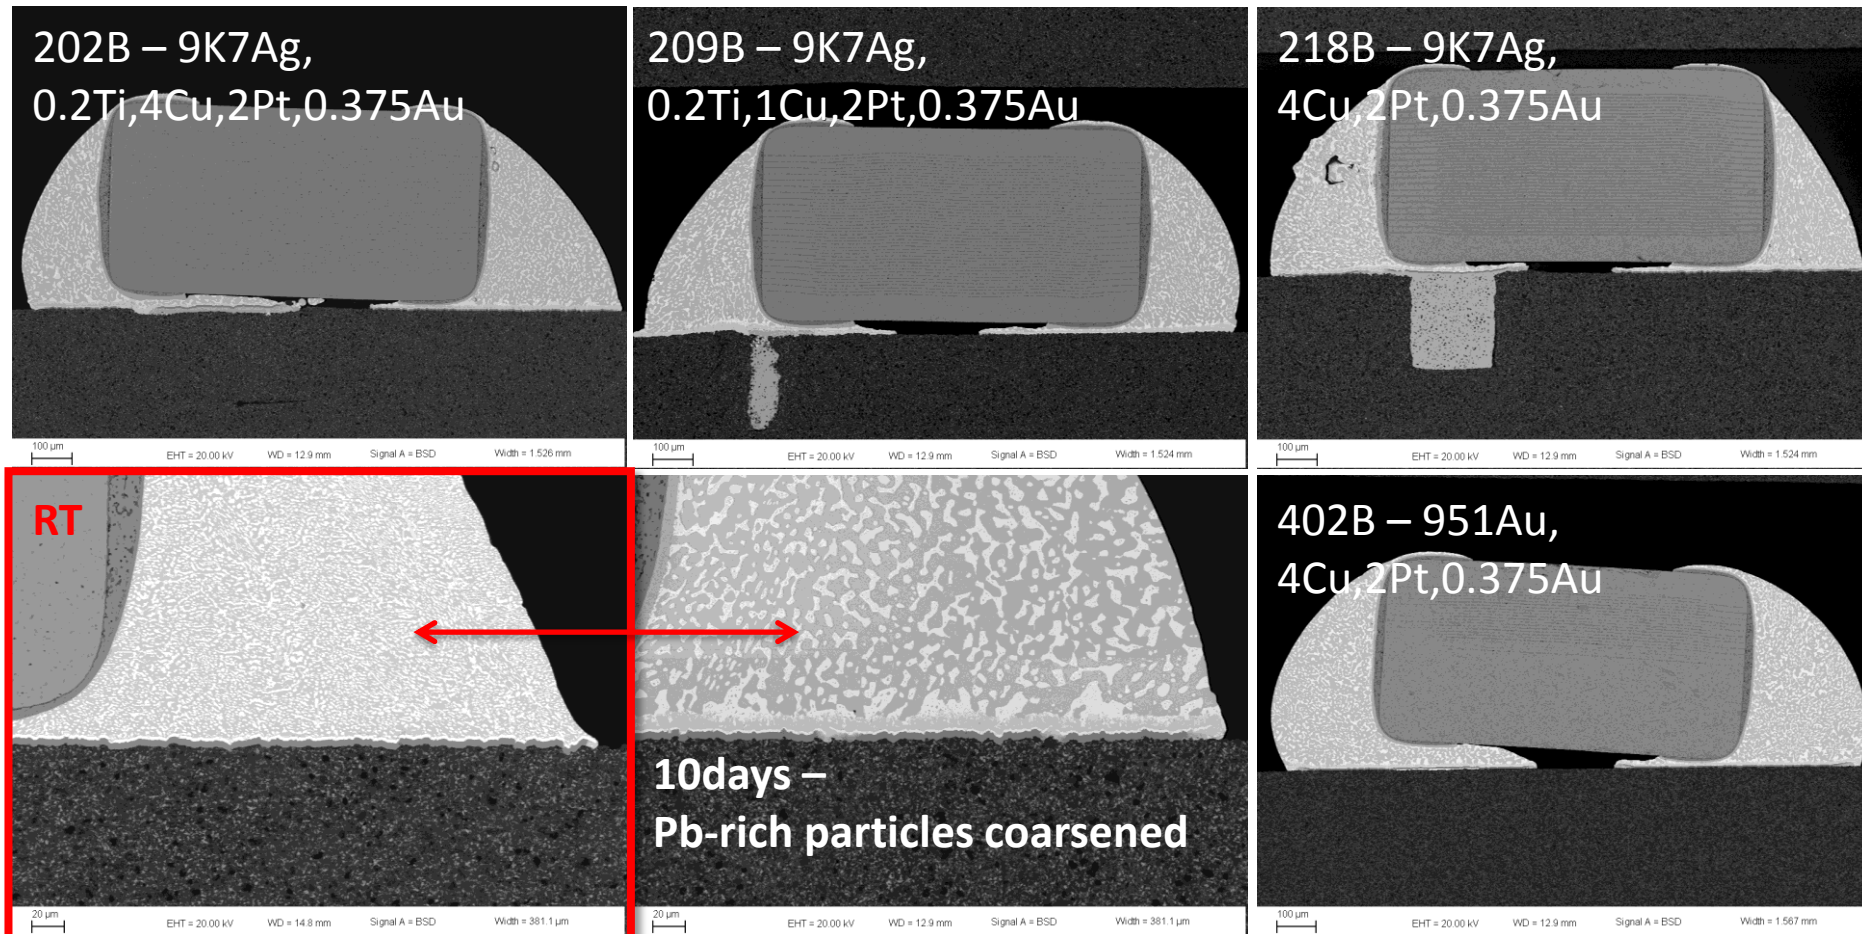 202B – 9K7Ag,
0.2Ti,4Cu,2Pt,0.375Au
100 µm
EHT = 20.00 kV WD = 12.9 mm Signal A = BSD Width = 1.526 mm
209B – 9K7Ag,
0.2Ti,1Cu,2Pt,0.375Au
100 µm
EHT = 20.00 kV WD = 12.9 mm Signal A = BSD Width = 1.524 mm
218B – 9K7Ag,
4Cu,2Pt,0.375Au
100 µm
EHT = 20.00 kV WD = 12.9 mm Signal A = BSD Width = 1.524 mm
RT
20 µm
EHT = 20.00 kV WD = 14.8 mm Signal A = BSD Width = 381.1 µm
10days –
Pb-rich particles coarsened
20 µm
EHT = 20.00 kV WD = 12.9 mm Signal A = BSD Width = 381.1 µm
402B – 951Au,
4Cu,2Pt,0.375Au
100 µm
EHT = 20.00 kV WD = 12.9 mm Signal A = BSD Width = 1.567 mm